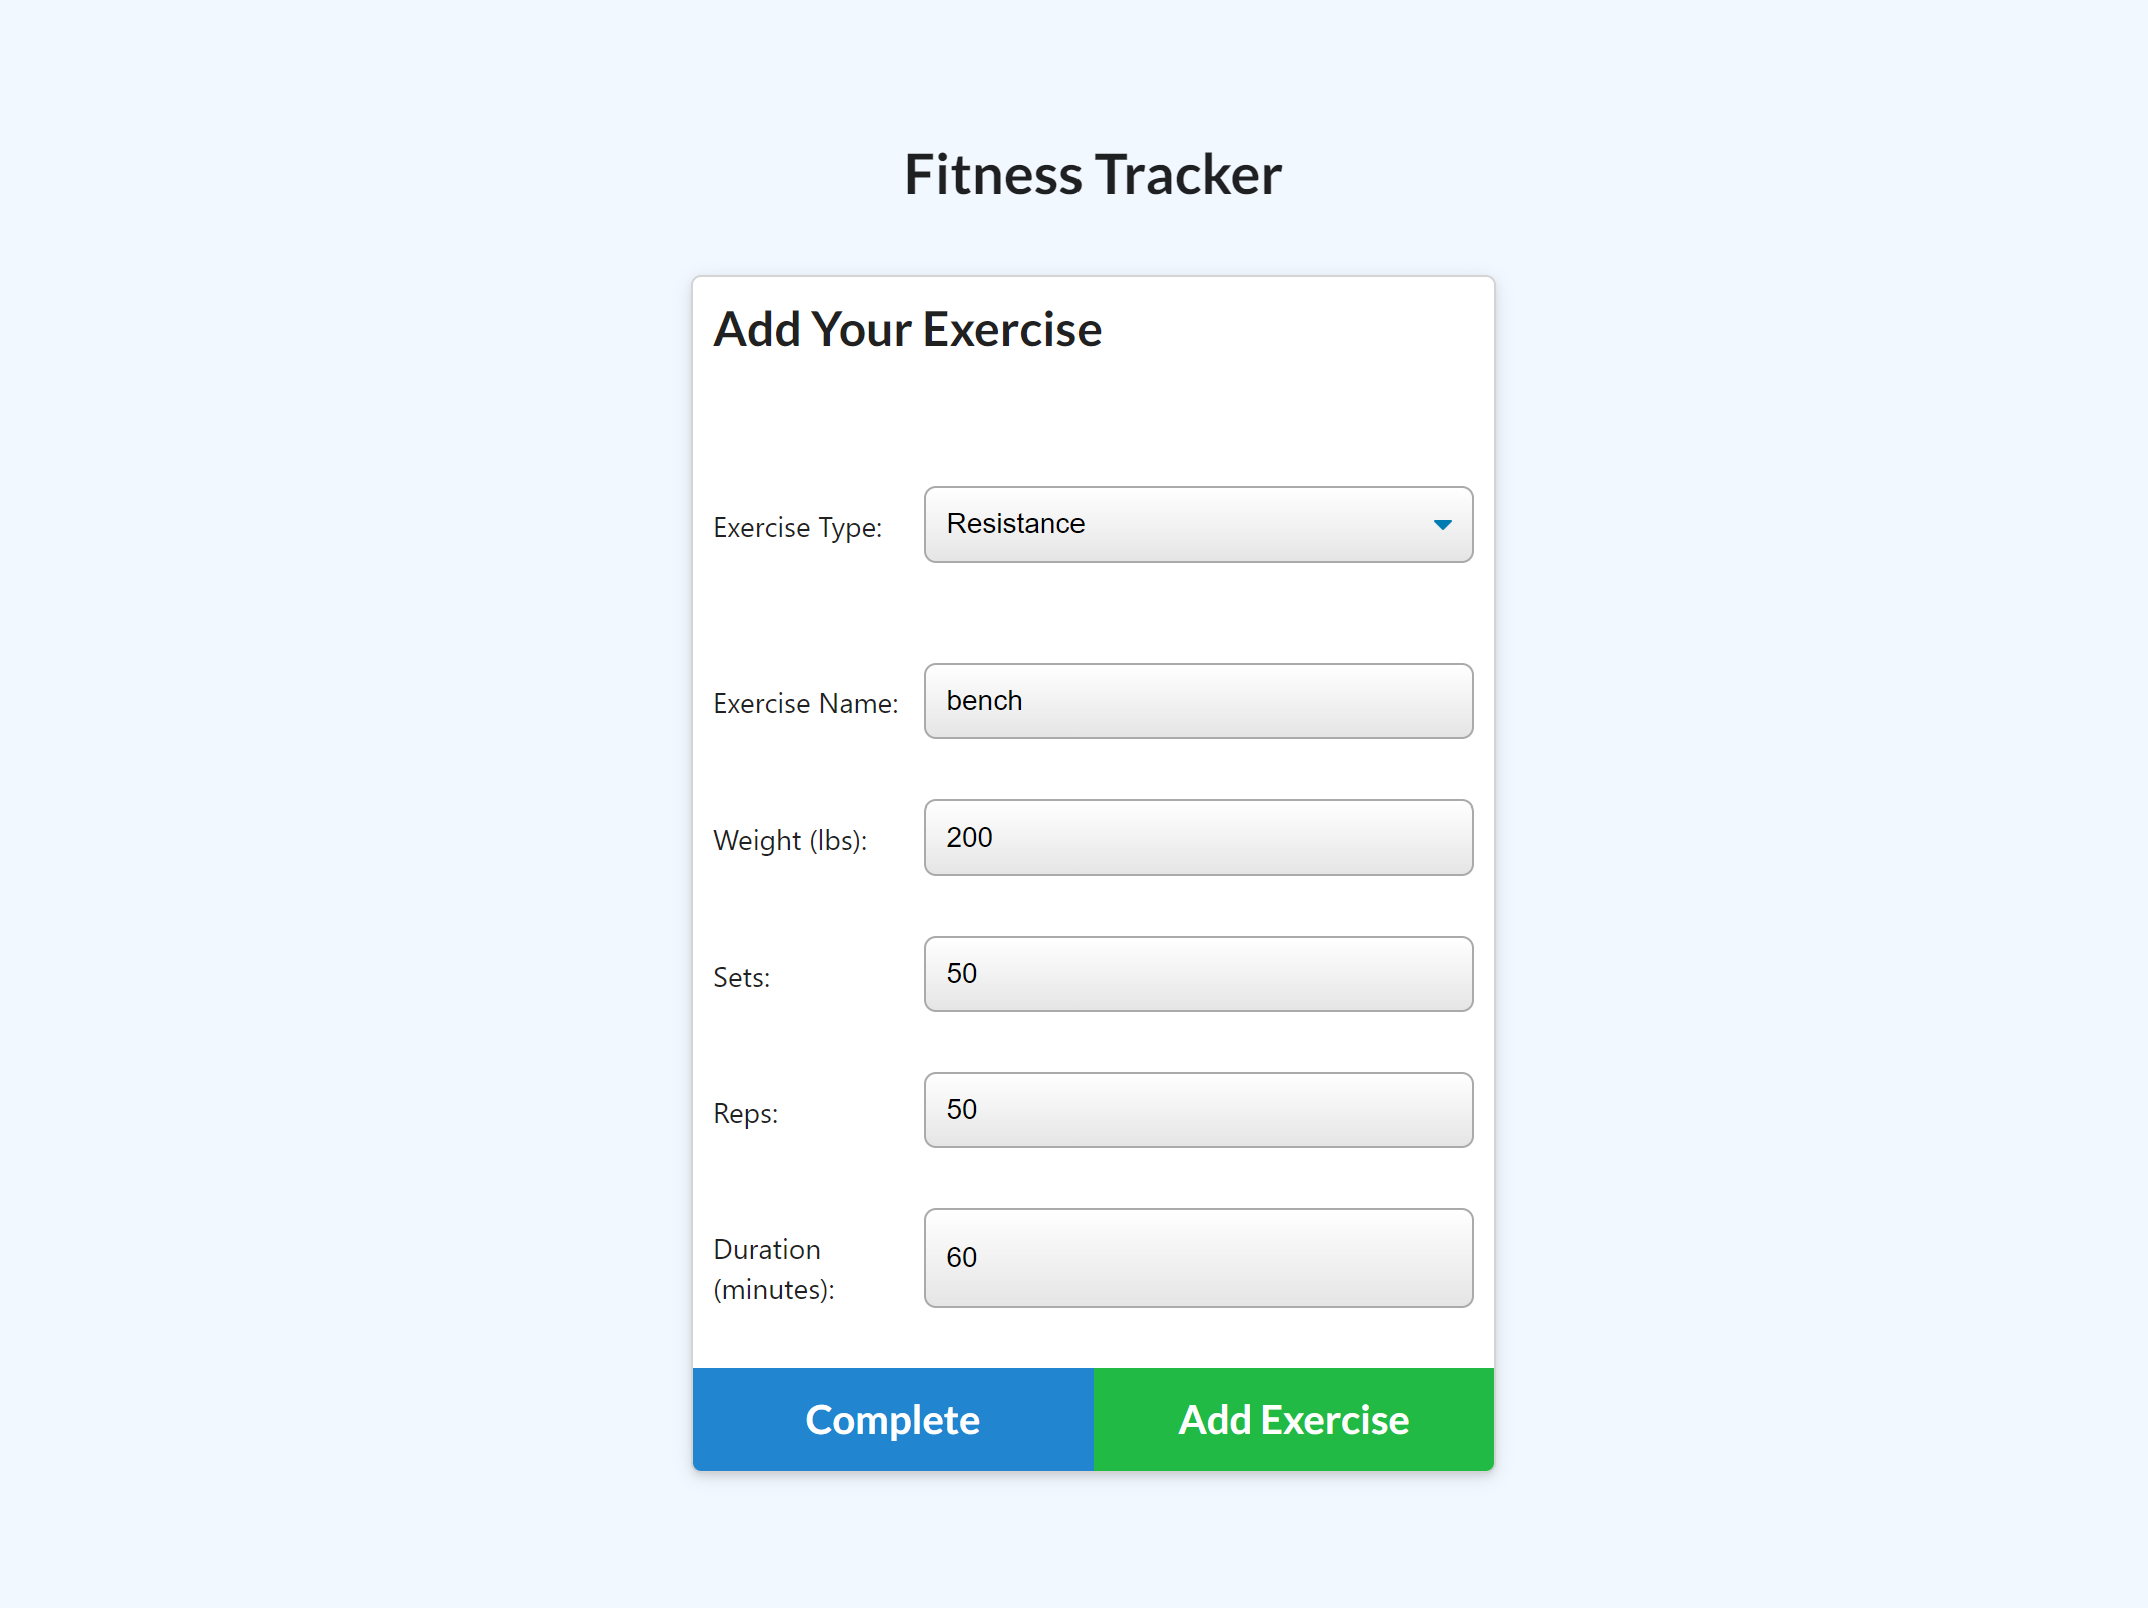 Fitness Tracker
Add Your Exercise
Exercise Type: Resistance
Exercise Name: bench
Weight (lbs): 200
Sets: 50
Reps: 50
Duration
(minutes): 60
Complete Add Exercise